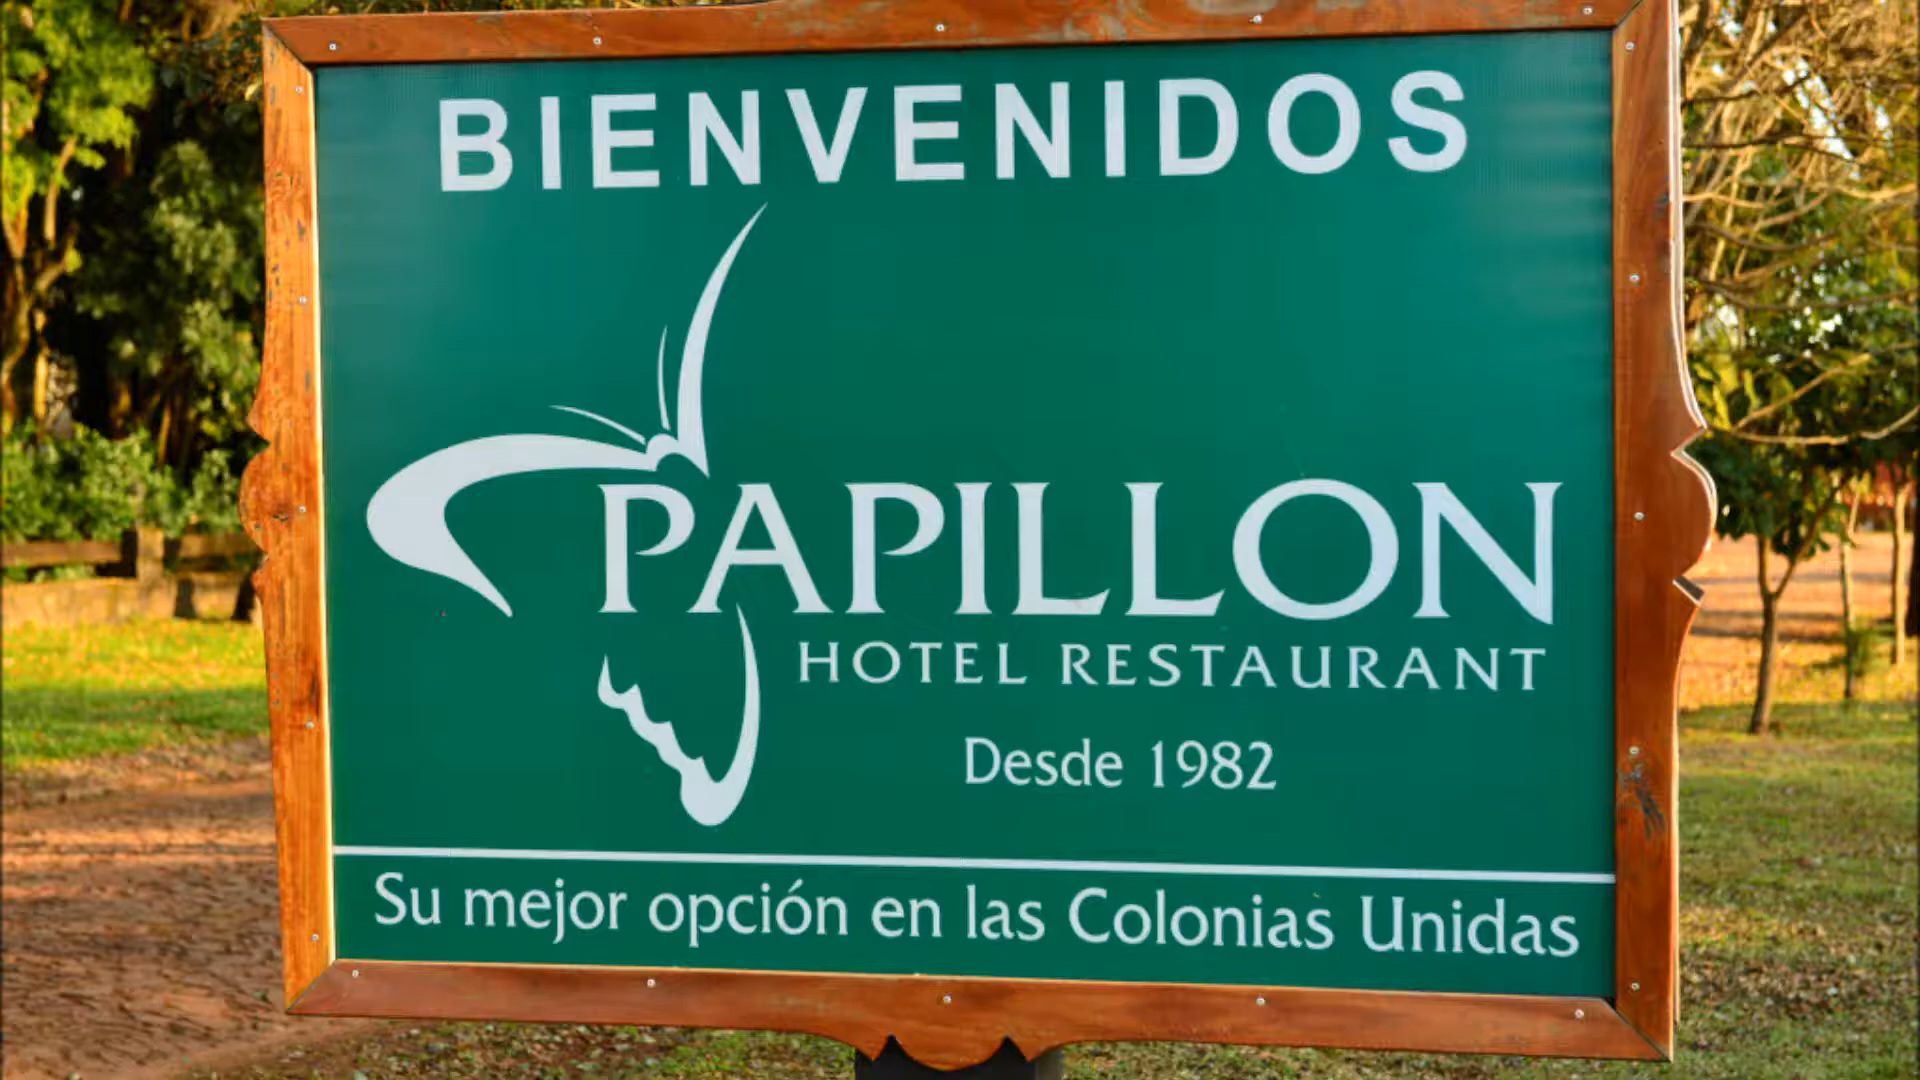 BIENVENIDOS
PAPILLON
HOTEL RESTAURANT
Desde 1982
Su mejor opción en las Colonias Unidas